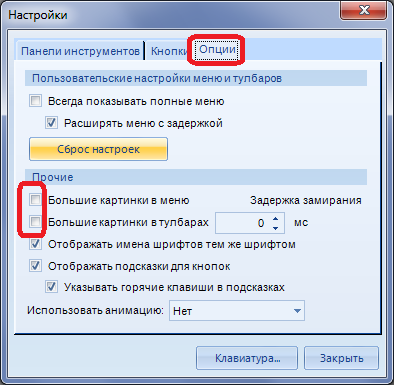 Настройки
Панели инструментов Кнопки Опции
Пользовательские настройки меню и тулбаров
Всегда показывать полные меню
Расширять меню с задержкой
Сброс настроек
Прочие
Большие картинки в меню Задержка замирания
Большие картинки в тулбарах 0 мс
Отображать имена шрифтов тем же шрифтом
Отображать подсказки для кнопок
Указывать горячие клавиши в подсказках
Использовать анимацию: Нет
Клавиатура... Закрыть